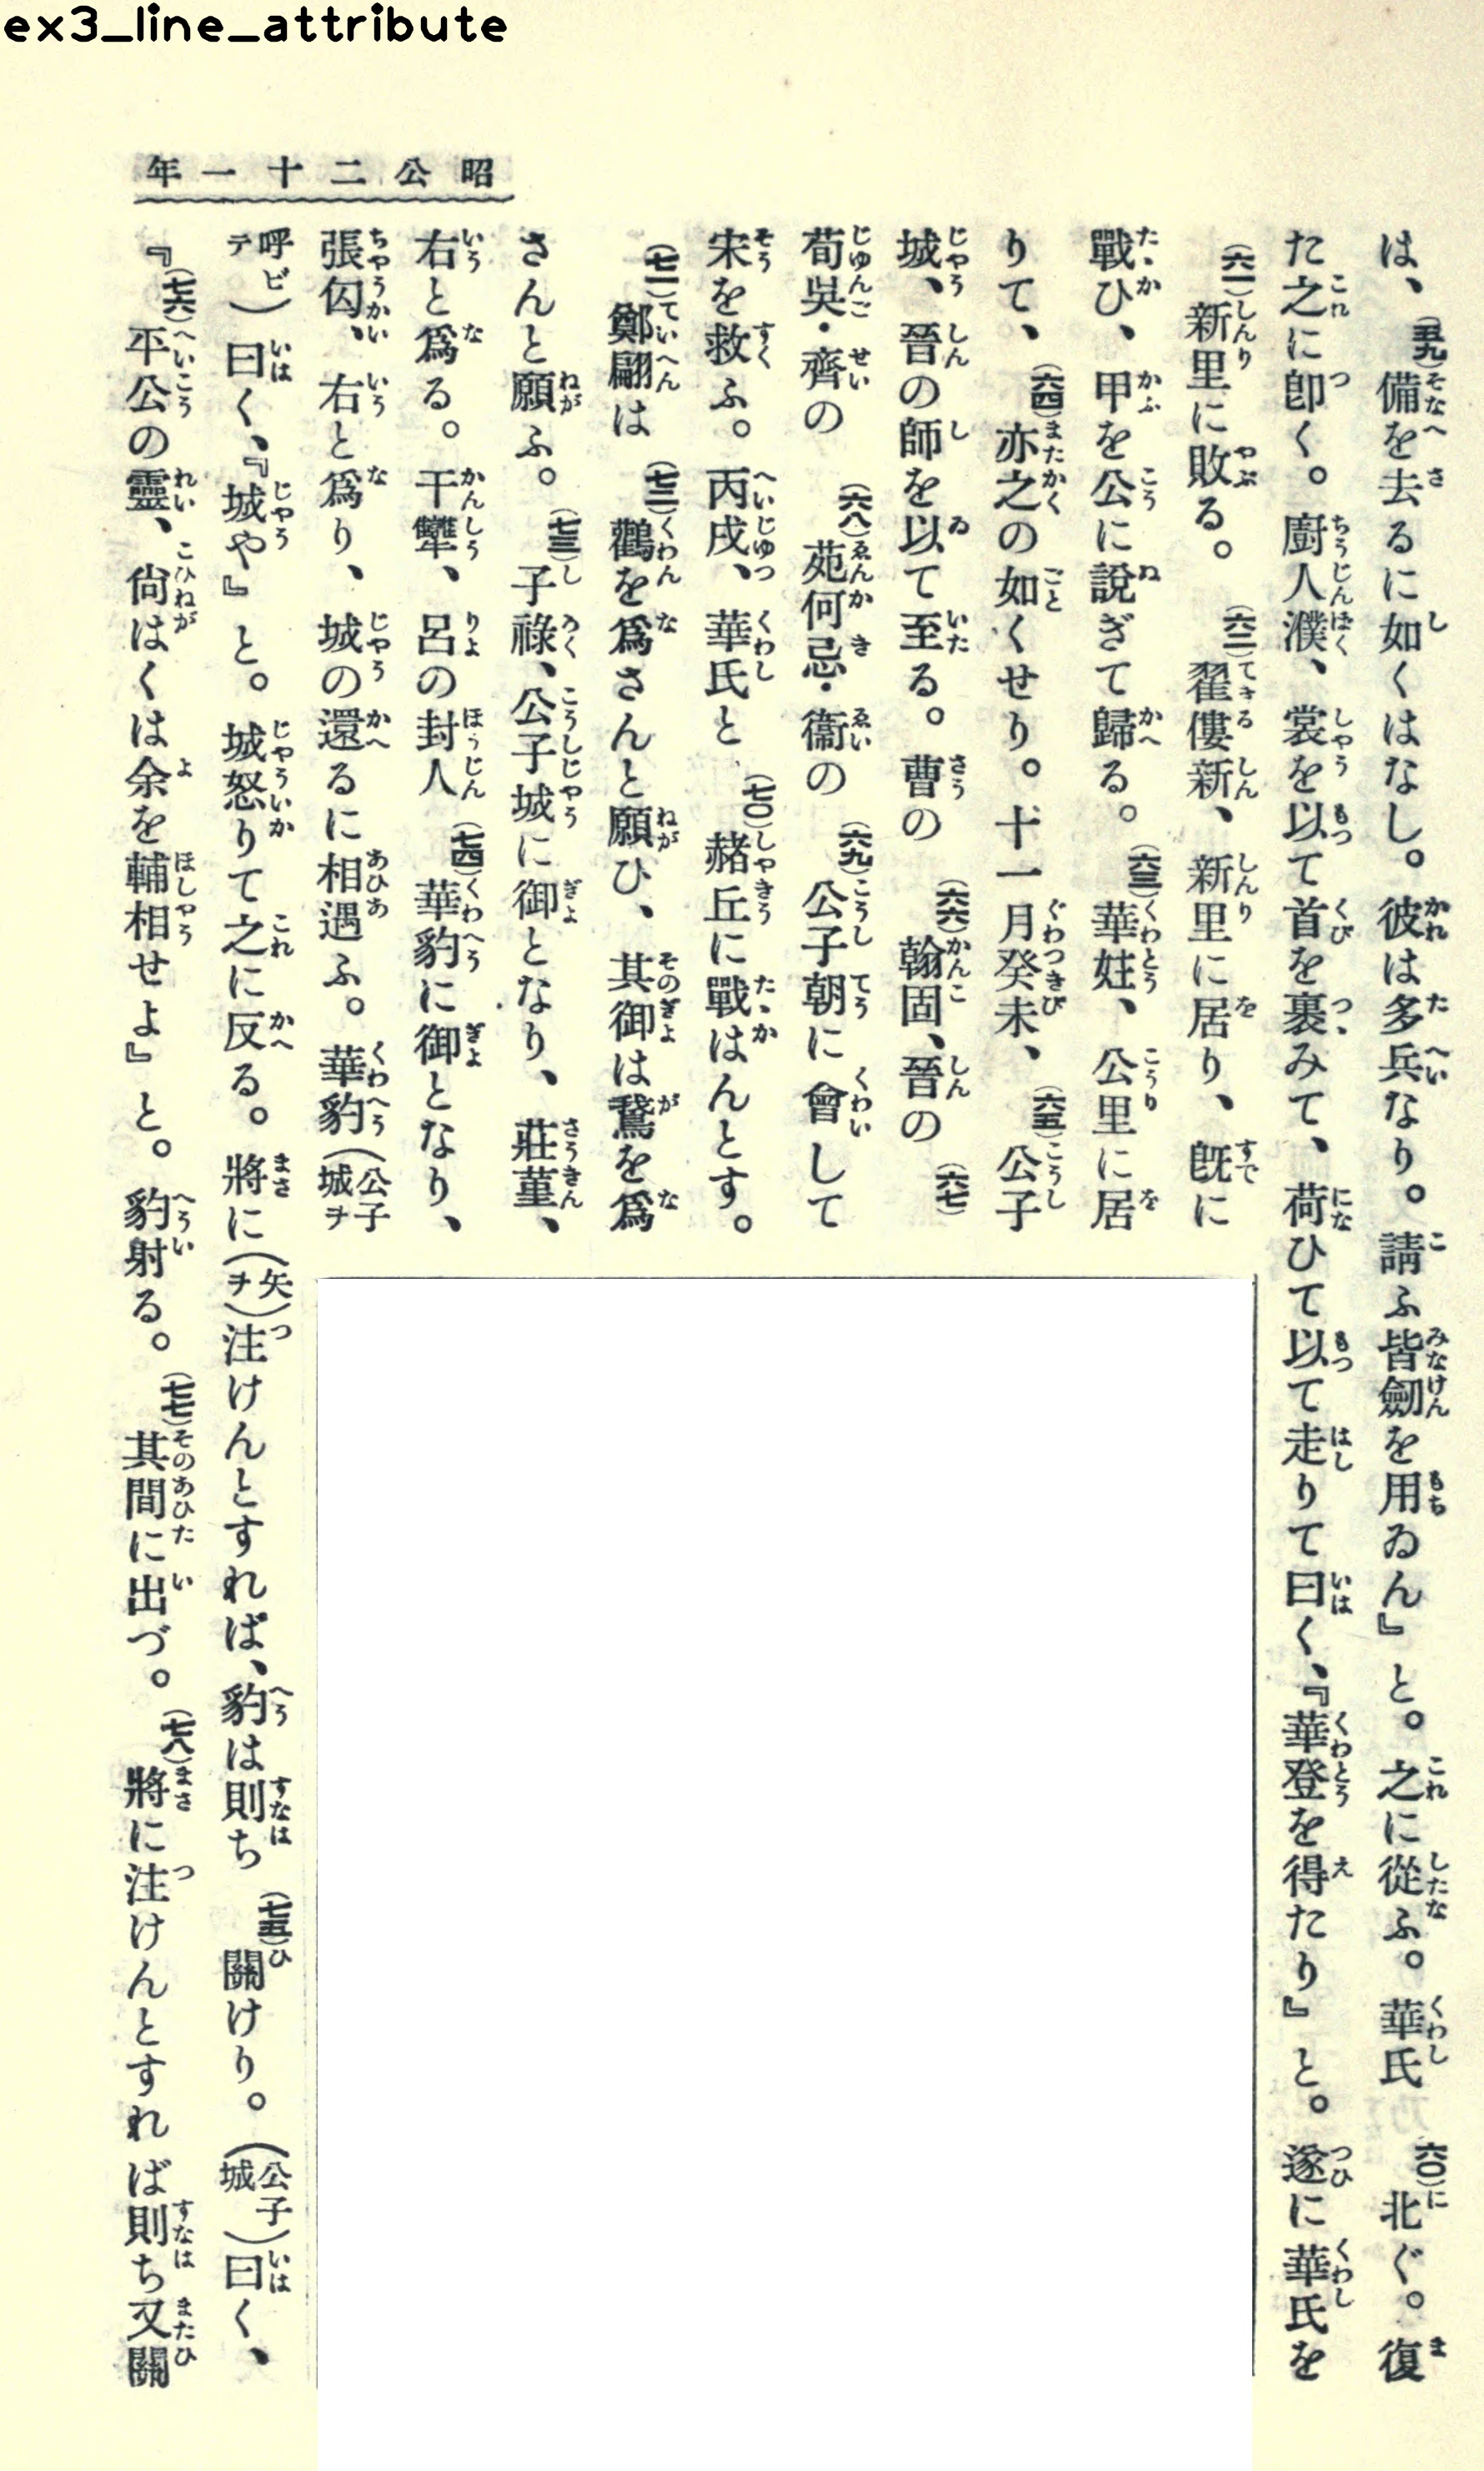 ex3_line_attribute
昭公二十一年
は、(五九)備を去るに如くはなし。彼は多兵なり。請ふ皆劒を用ゐん』と。之に從ふ。華氏(六〇)北ぐ。復
た之に卽く。廚人濮、裳を以て首を裹みて、荷ひて以て走りて曰く、『華登を得たり』と。遂に華氏を
(六一)新里に敗る。(六二)翟僂新、新里に居り、既に
戰ひ、甲を公に說ぎて歸る。(六三)華妵、公里に居
りて、(六四)亦之の如くせり。十一月癸未、(六五)公子
城、晉の師を以て至る。曹の(六六)翰固、晉の(六七)
荀吳・齊の(六八)苑何忌・衞の(六九)公子朝に會して
宋を救ふ。丙戌、華氏と(七〇)赭丘に戰はんとす。
(七一)鄭翩は(七二)鸛を爲さんと願ひ、其御は鵞を爲
さんと願ふ。(七三)子祿、公子城に御となり、莊菫、
右と爲る。干犨、呂の封人(七四)華豹に御となり、
張匃、右と爲り、城の還るに相遇ふ。華豹(公子城ヲ
呼ビテ)曰く、『城や』と。城怒りて之に反る。將に(矢ヲ)注けんとすれば、豹は則ち(七五)關けり。(公子城)曰く、
『(七六)平公の靈、尙はくは余を輔相せよ』と。豹射る。(七七)其間に出づ。(七八)將に注けんとすれば則ち又關